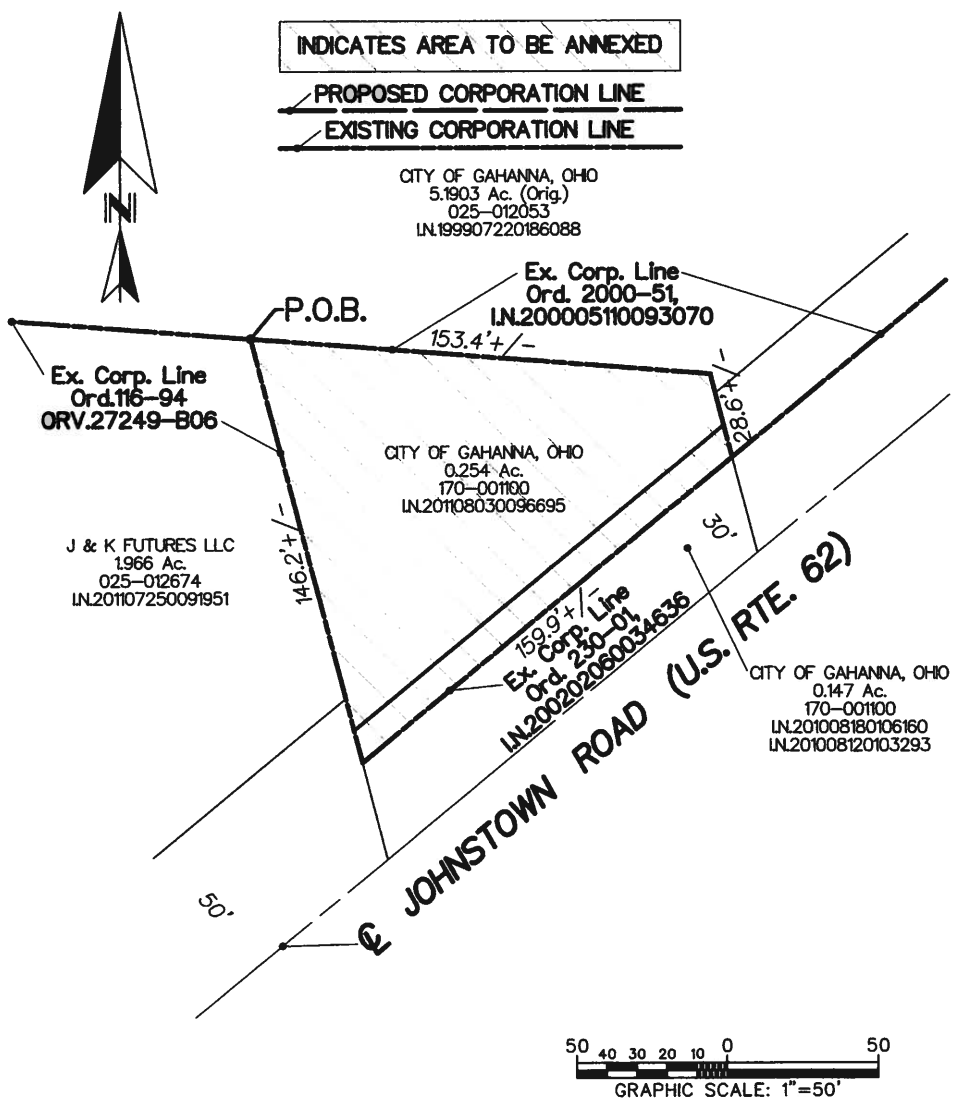 INDICATES AREA TO BE ANNEXED
PROPOSED CORPORATION LINE
EXISTING CORPORATION LINE
N
CITY OF GAHANNA, OHIO
5.1903 Ac. (Orig.)
025-012053
I.N.199907220186088
Ex. Corp. Line
Ord. 2000-51,
I.N.200005110093070
P.O.B.
153.4'+/-
Ex. Corp. Line
Ord.116-94
ORV.27249-B06
28.6'+/-
CITY OF GAHANNA, OHIO
0.254 Ac.
170-001100
I.N.201108030096695
J & K FUTURES LLC
1.966 Ac.
025-012674
I.N.201107250091951
146.2'+/-
30'
159.9'+/-
Ex. Corp. Line
Ord. 230-01,
I.N.200202060034636
CITY OF GAHANNA, OHIO
0.147 Ac.
170-001100
I.N.201008180106160
I.N.201008120103293
50'
℄ JOHNSTOWN ROAD (U.S. RTE. 62)
50 40 30 20 10 0 50
GRAPHIC SCALE: 1"=50'